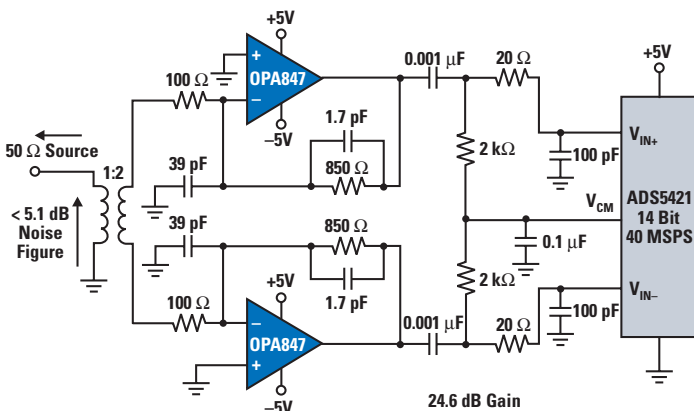 +5V
+
OPA847
−
−5V
100 Ω
0.001 μF
20 Ω
+5V
1.7 pF
850 Ω
50 Ω Source
1:2
39 pF
2 kΩ
100 pF
VIN+
< 5.1 dB
Noise
Figure
VCM
ADS5421
14 Bit
40 MSPS
39 pF
850 Ω
0.1 μF
1.7 pF
2 kΩ
100 Ω
+5V
−
OPA847
+
−5V
0.001 μF
20 Ω
100 pF
VIN−
24.6 dB Gain